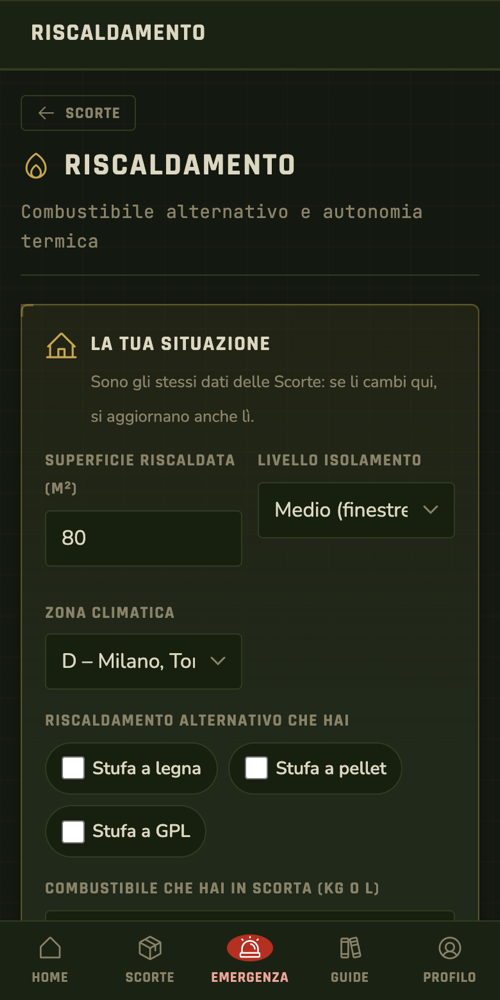 RISCALDAMENTO
← SCORTE
RISCALDAMENTO
Combustibile alternativo e autonomia
termica
LA TUA SITUAZIONE
Sono gli stessi dati delle Scorte: se li cambi qui,
si aggiornano anche lì.
SUPERFICIE RISCALDATA
(M²)
80
LIVELLO ISOLAMENTO
Medio (finestre
ZONA CLIMATICA
D – Milano, Tor
RISCALDAMENTO ALTERNATIVO CHE HAI
Stufa a legna
Stufa a pellet
Stufa a GPL
COMBUSTIBILE CHE HAI IN SCORTA (KG O L)
HOME
SCORTE
EMERGENZA
GUIDE
PROFILO